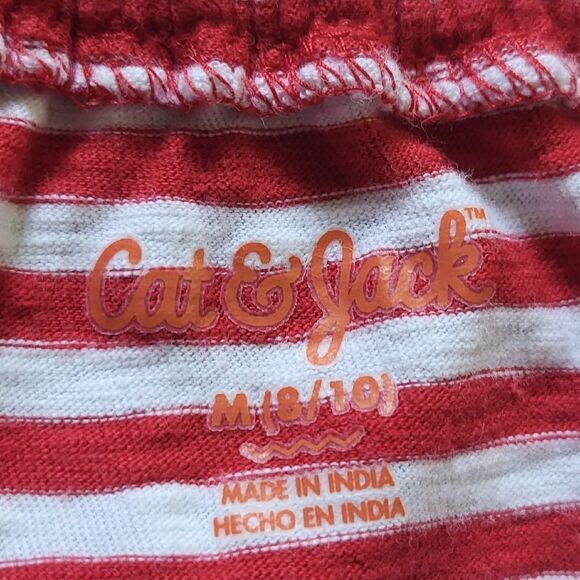 Cat & Jack™
M (8/10)
MADE IN INDIA
HECHO EN INDIA